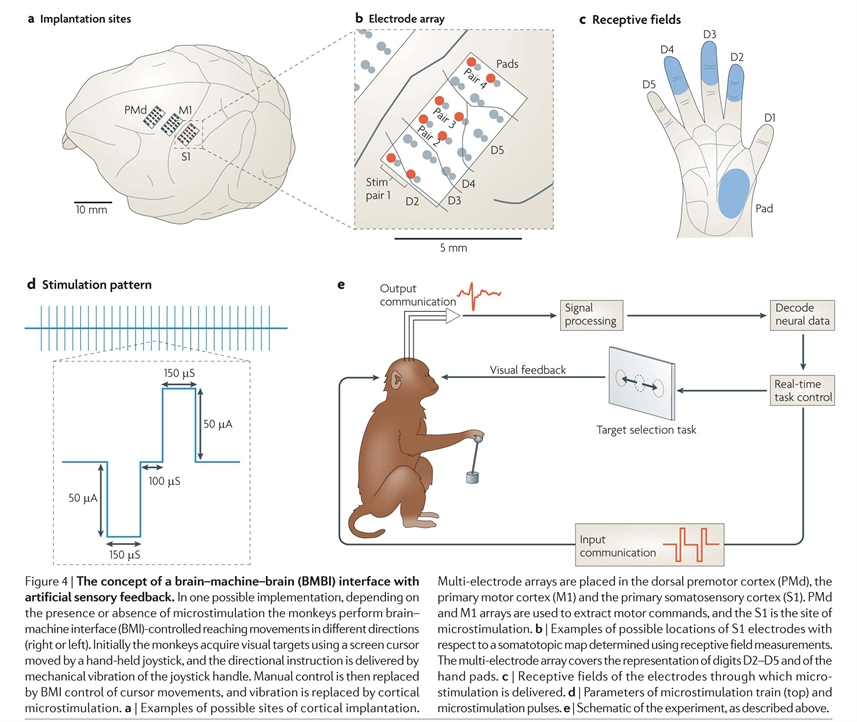 a Implantation sites
PMd
M1
S1
10 mm
b Electrode array
Pads
Pair 4
Pair 3
Pair 2
Stim
pair 1
D2
D3
D4
D5
5 mm
c Receptive fields
D5
D4
D3
D2
D1
Pad
d Stimulation pattern
150 µS
50 µA
100 µS
50 µA
150 µS
e
Output
communication
Signal
processing
Decode
neural data
Visual feedback
Real-time
task control
Target selection task
Input
communication
Figure 4 | The concept of a brain–machine–brain (BMBI) interface with
artificial sensory feedback. In one possible implementation, depending on
the presence or absence of microstimulation the monkeys perform brain–
machine interface (BMI)-controlled reaching movements in different directions
(right or left). Initially the monkeys acquire visual targets using a screen cursor
moved by a hand-held joystick, and the directional instruction is delivered by
mechanical vibration of the joystick handle. Manual control is then replaced
by BMI control of cursor movements, and vibration is replaced by cortical
microstimulation. a | Examples of possible sites of cortical implantation.
Multi-electrode arrays are placed in the dorsal premotor cortex (PMd), the
primary motor cortex (M1) and the primary somatosensory cortex (S1). PMd
and M1 arrays are used to extract motor commands, and the S1 is the site of
microstimulation. b | Examples of possible locations of S1 electrodes with
respect to a somatotopic map determined using receptive field measurements.
The multi-electrode array covers the representation of digits D2–D5 and of the
hand pads. c | Receptive fields of the electrodes through which micro-
stimulation is delivered. d | Parameters of microstimulation train (top) and
microstimulation pulses. e | Schematic of the experiment, as described above.